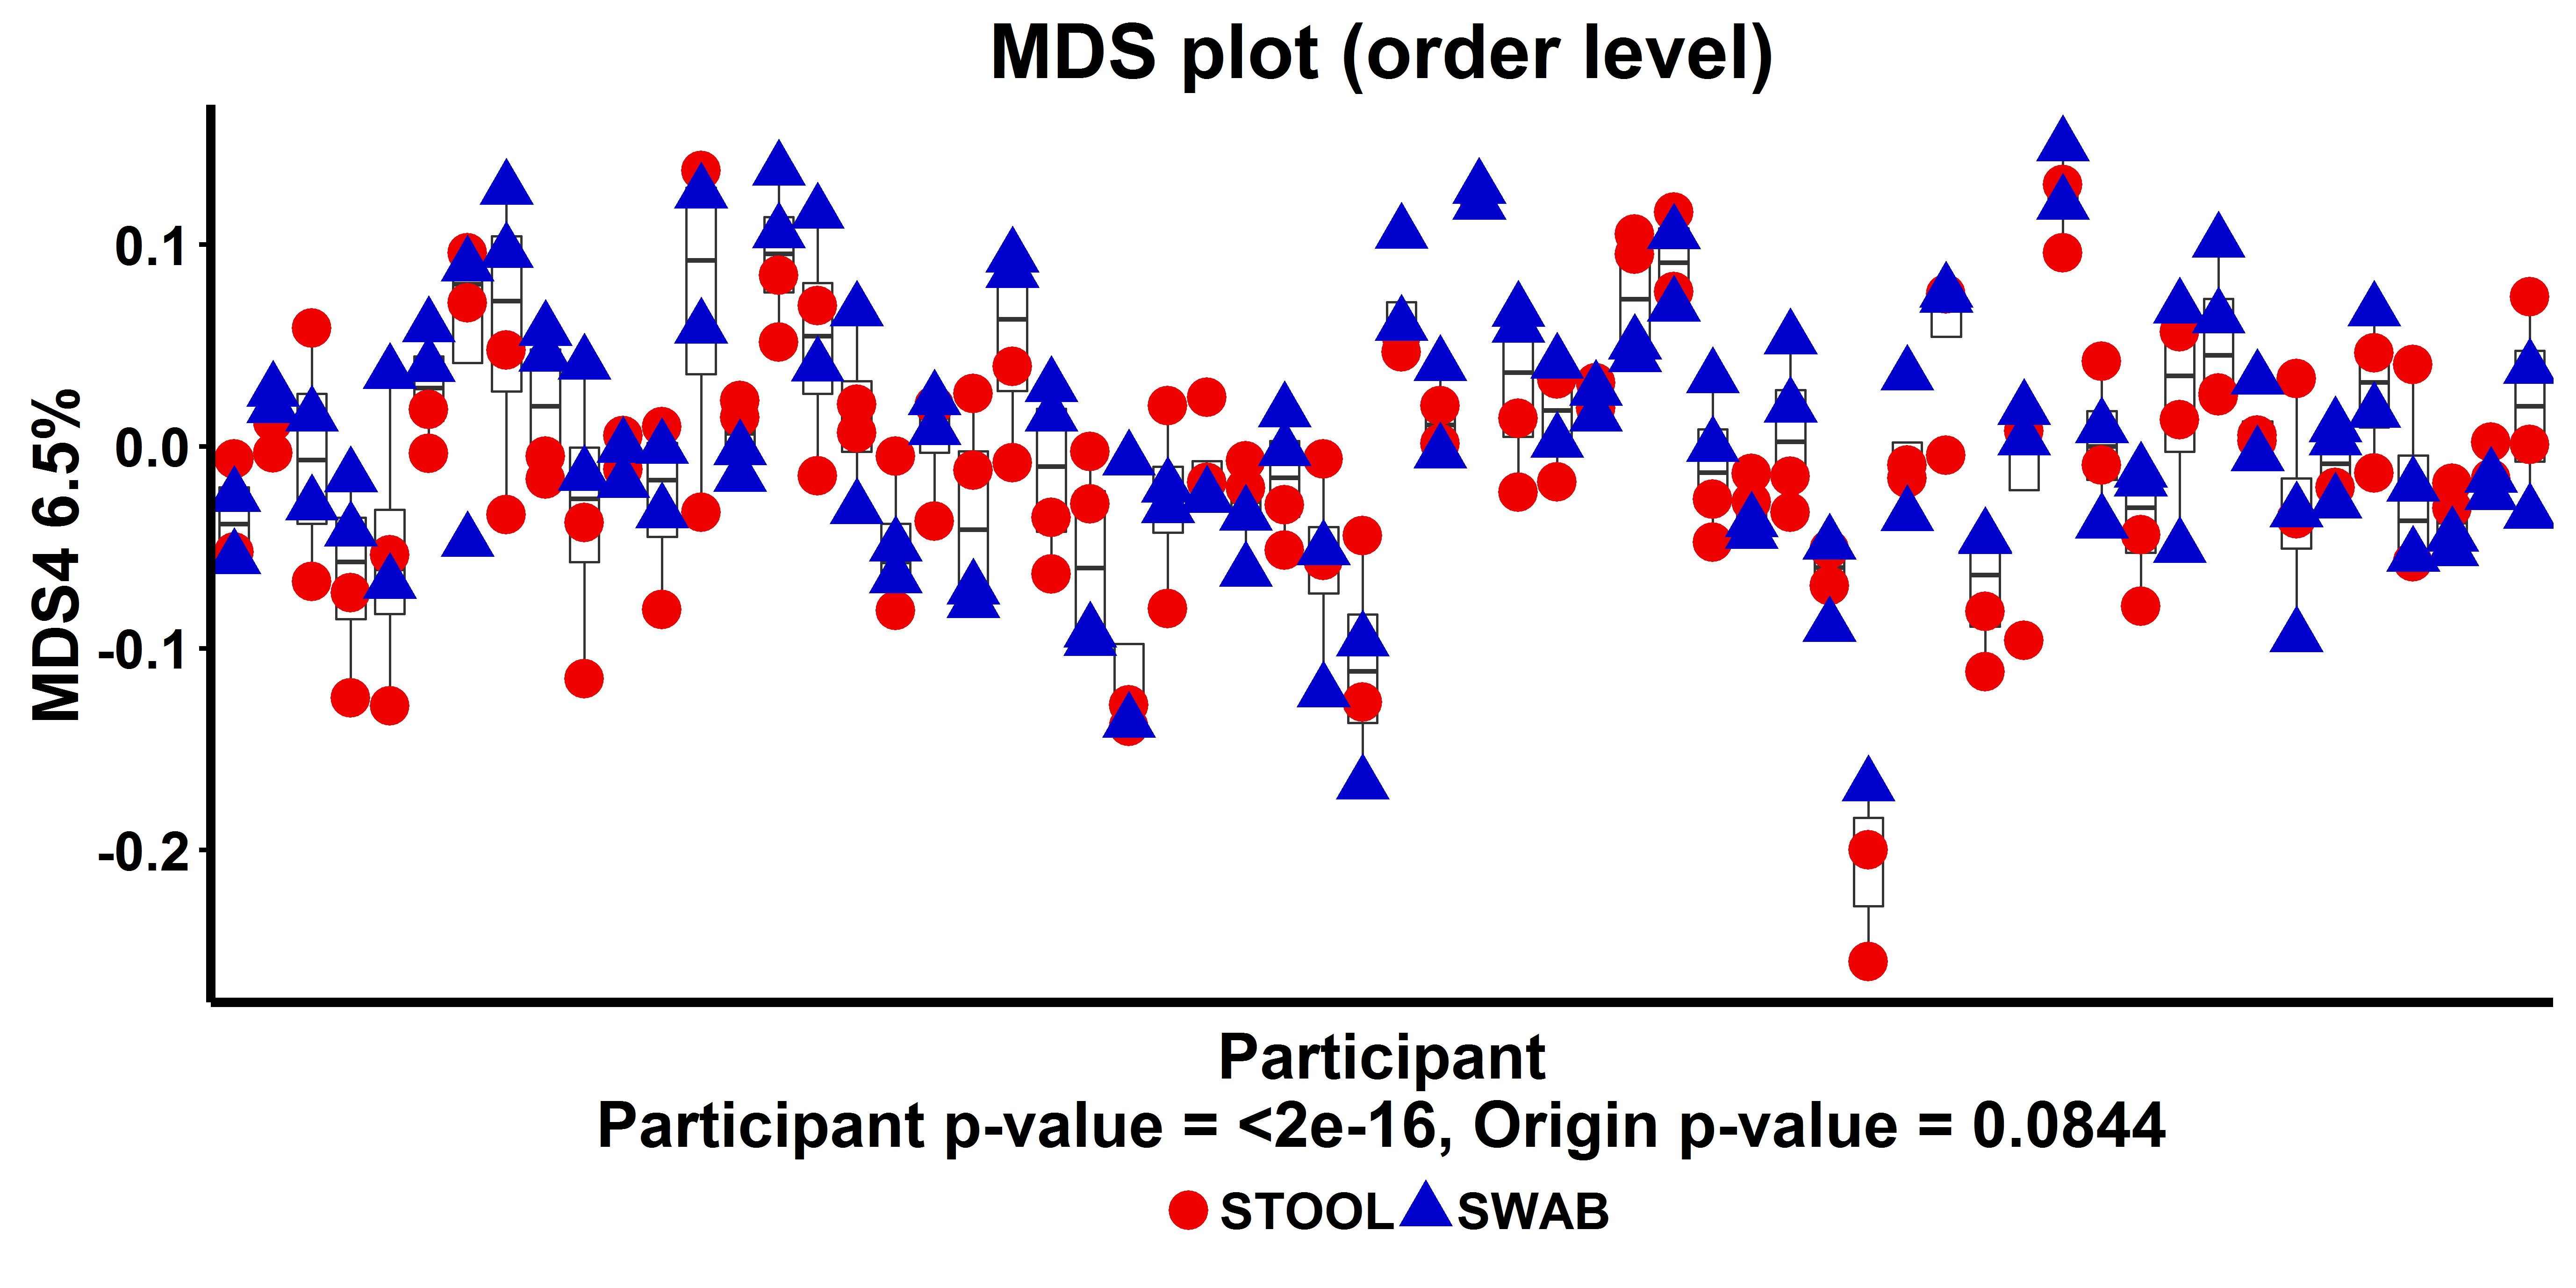 MDS plot (order level)
MDS4 6.5%
0.1
0.0
-0.1
-0.2
Participant
Participant p-value = <2e-16, Origin p-value = 0.0844
STOOL SWAB